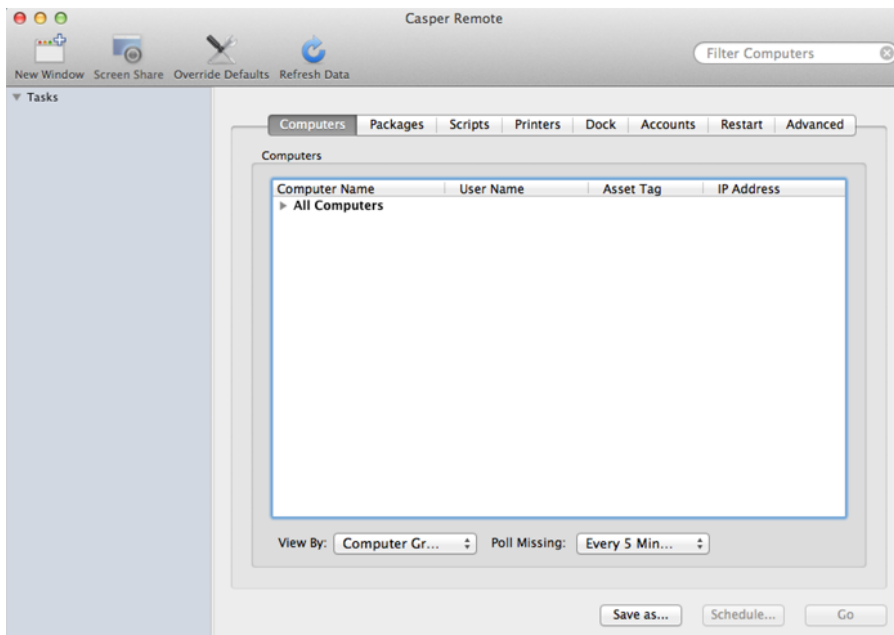 Casper Remote
New Window Screen Share Override Defaults Refresh Data
Filter Computers
Tasks
Computers Packages Scripts Printers Dock Accounts Restart Advanced
Computers
Computer Name User Name Asset Tag IP Address
All Computers
View By: Computer Gr... Poll Missing: Every 5 Min...
Save as... Schedule... Go